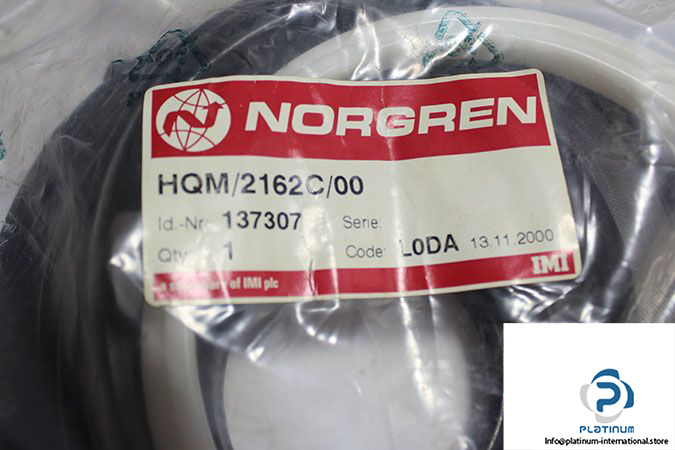 NORGREN
HQM/2162C/00
Id.-Nr. 137307 Serie:
Qty. 1 Code: L0DA 13.11.2000
of IMI plc
IMI
PLATINUM
Info@platinum-international.store